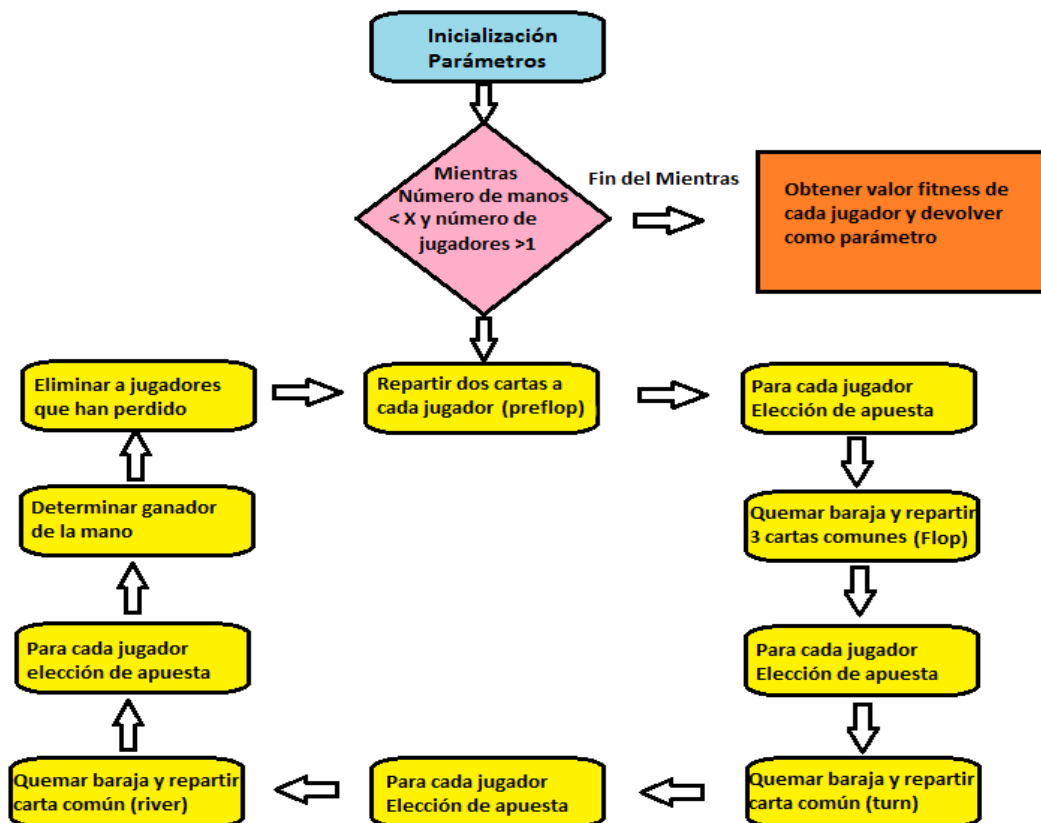 Inicialización
Parámetros
Mientras
Número de manos
< X y número de
jugadores >1
Fin del Mientras
Obtener valor fitness de
cada jugador y devolver
como parámetro
Eliminar a jugadores
que han perdido
Repartir dos cartas a
cada jugador (preflop)
Para cada jugador
Elección de apuesta
Determinar ganador
de la mano
Quemar baraja y repartir
3 cartas comunes (Flop)
Para cada jugador
elección de apuesta
Para cada jugador
Elección de apuesta
Quemar baraja y repartir
carta común (river)
Para cada jugador
Elección de apuesta
Quemar baraja y repartir
carta común (turn)